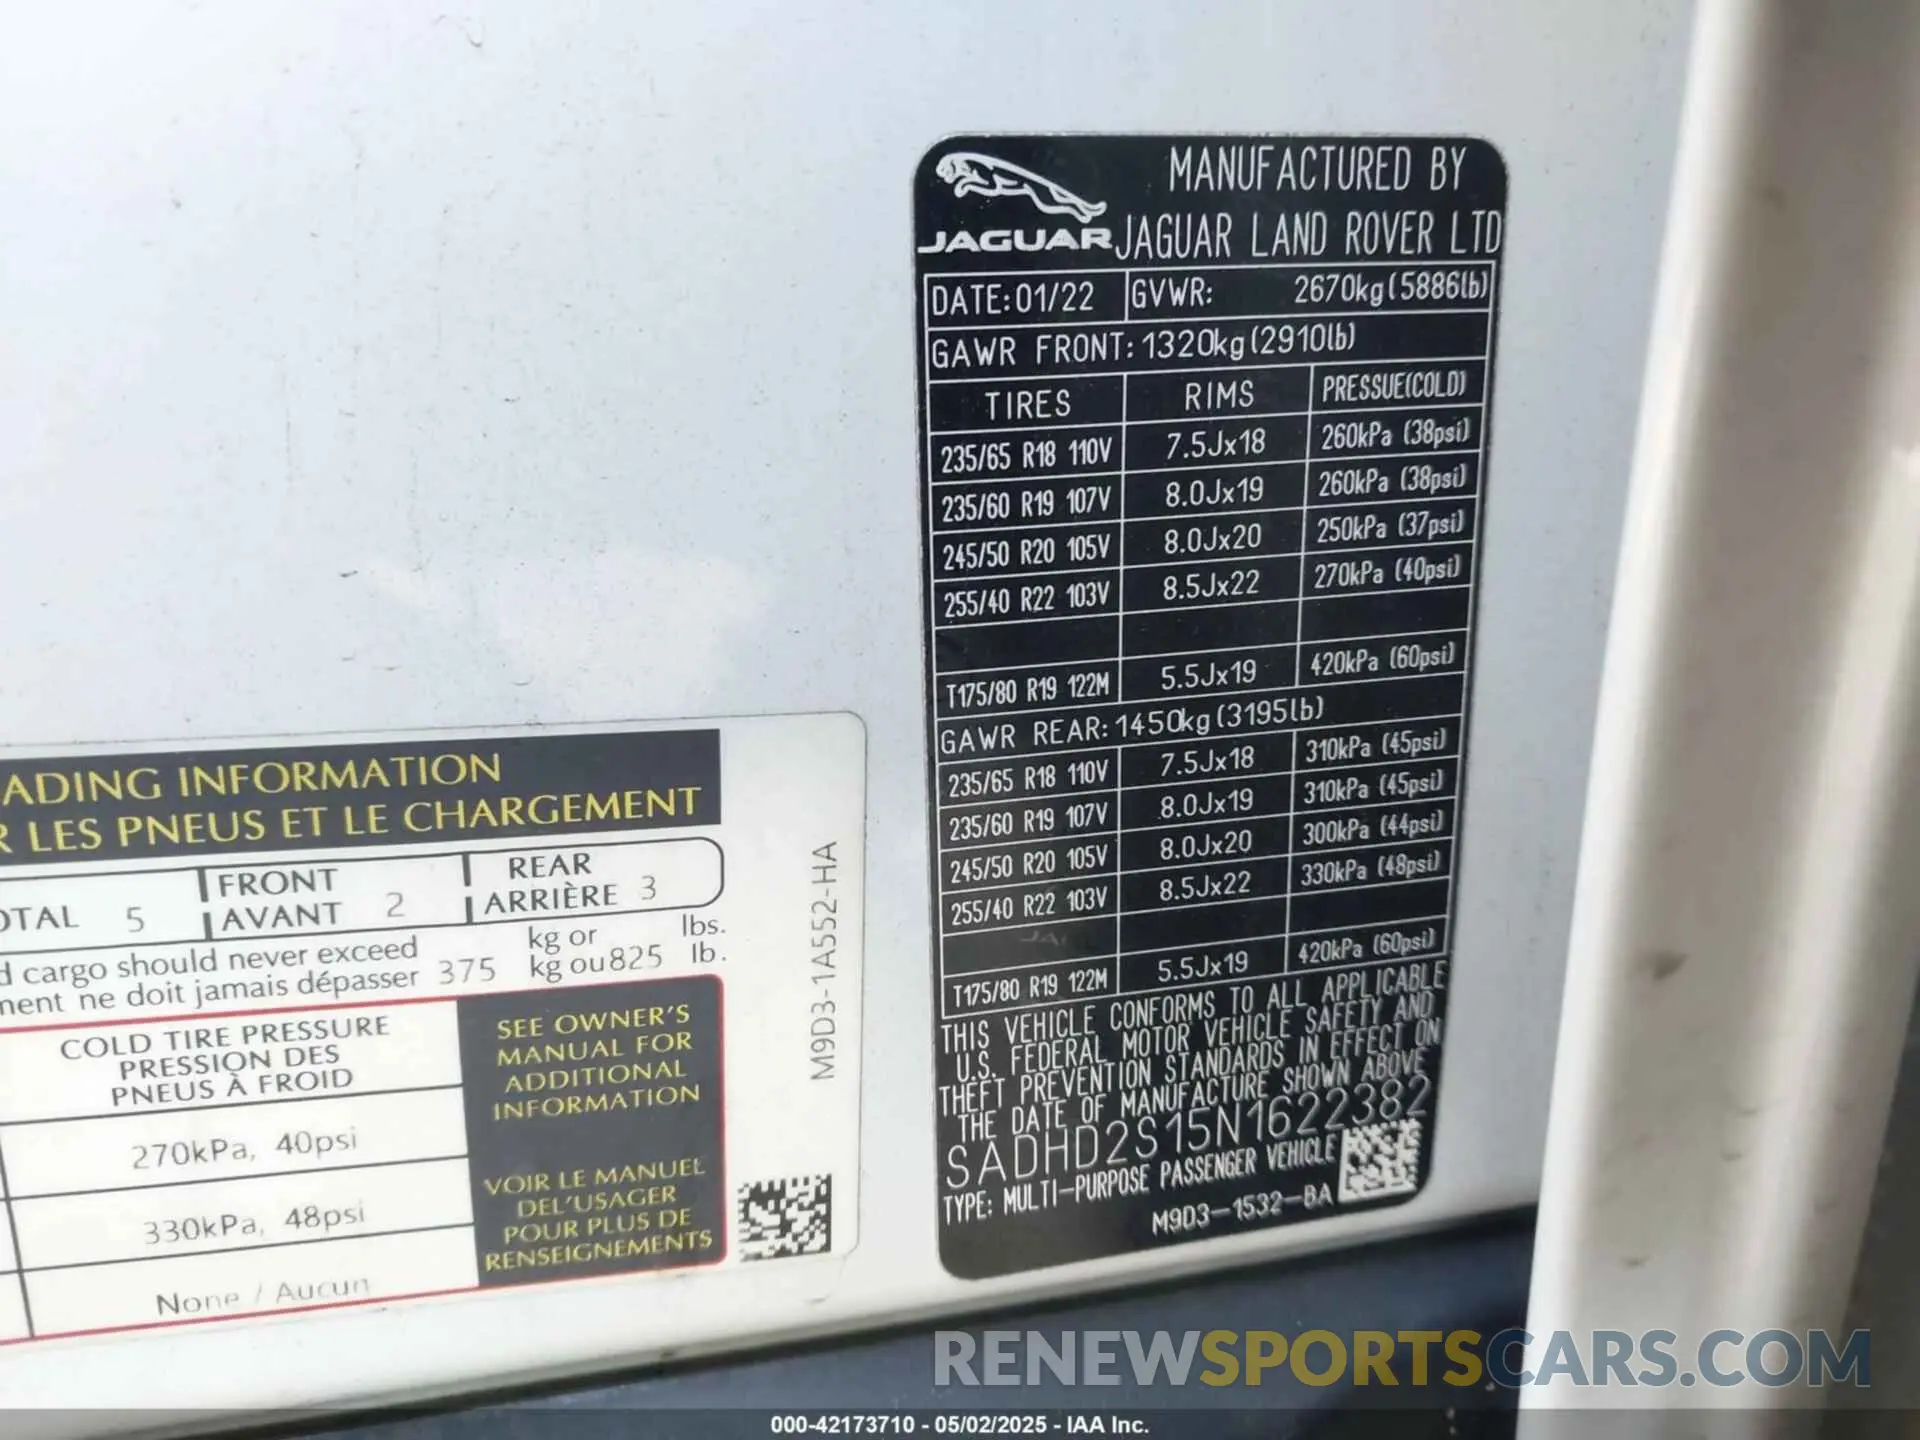 JAGUAR
MANUFACTURED BY
JAGUAR LAND ROVER LTD
DATE: 01/22 GVWR: 2670kg(5886lb)
GAWR FRONT: 1320kg(2910lb)
TIRES RIMS PRESSUE(COLD)
235/65 R18 110V 7.5Jx18 260kPa (38psi)
235/60 R19 107V 8.0Jx19 260kPa (38psi)
245/50 R20 105V 8.0Jx20 250kPa (37psi)
255/40 R22 103V 8.5Jx22 270kPa (40psi)
T175/80 R19 122M 5.5Jx19 420kPa (60psi)
GAWR REAR: 1450kg(3195lb)
235/65 R18 110V 7.5Jx18 310kPa (45psi)
235/60 R19 107V 8.0Jx19 310kPa (45psi)
245/50 R20 105V 8.0Jx20 300kPa (44psi)
255/40 R22 103V 8.5Jx22 330kPa (48psi)
T175/80 R19 122M 5.5Jx19 420kPa (60psi)
THIS VEHICLE CONFORMS TO ALL APPLICABLE
U.S. FEDERAL MOTOR VEHICLE SAFETY AND
THEFT PREVENTION STANDARDS IN EFFECT ON
THE DATE OF MANUFACTURE SHOWN ABOVE
SADHD2S15N1622382
TYPE: MULTI-PURPOSE PASSENGER VEHICLE
M9D3-1532-BA
ADING INFORMATION
R LES PNEUS ET LE CHARGEMENT
OTAL 5 FRONT AVANT 2 REAR ARRIÈRE 3
d cargo should never exceed kg or lbs.
ment ne doit jamais dépasser 375 kg ou 825 lb.
COLD TIRE PRESSURE
PRESSION DES
PNEUS À FROID
270kPa, 40psi
330kPa, 48psi
None / Aucun
SEE OWNER'S
MANUAL FOR
ADDITIONAL
INFORMATION
VOIR LE MANUEL
DEL'USAGER
POUR PLUS DE
RENSEIGNEMENTS
M9D3-1A552-HA
RENEWSPORTSCARS.COM
000-42173710 - 05/02/2025 - IAA Inc.